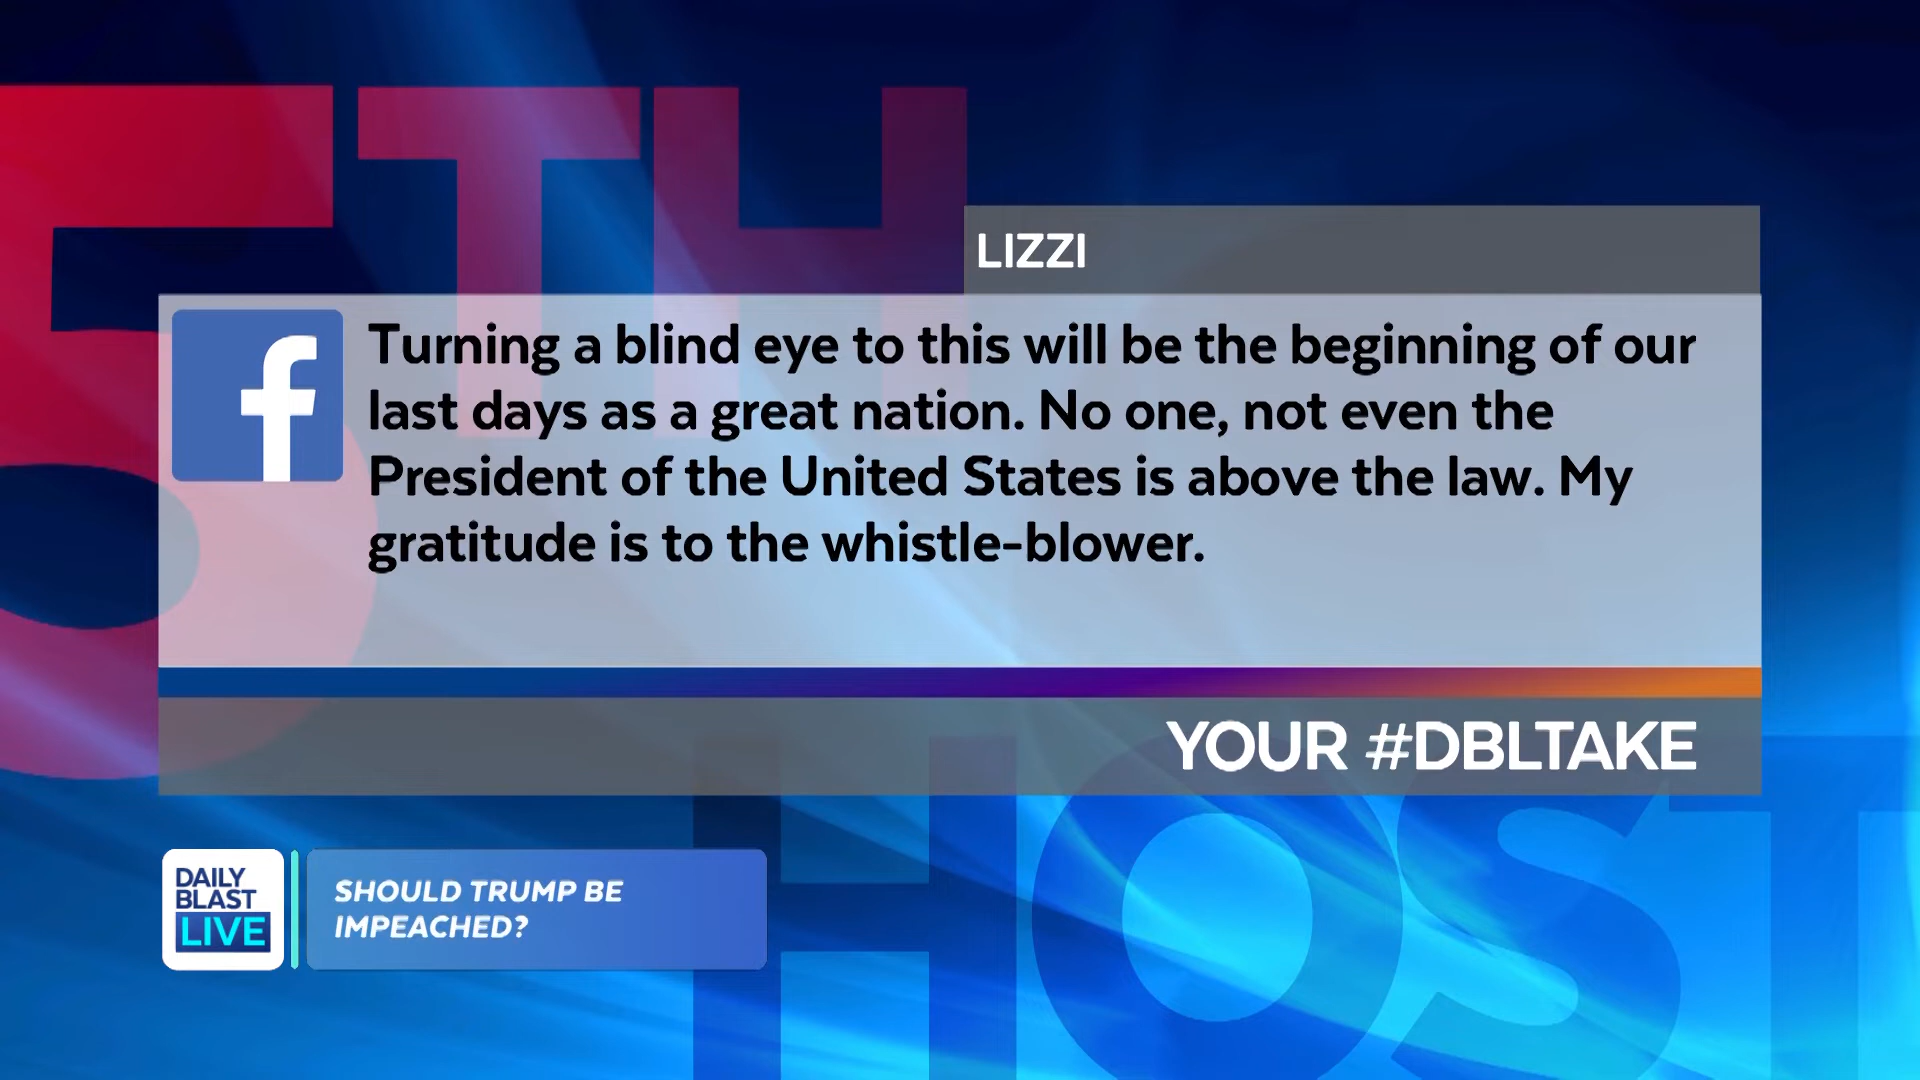 5TH
HOST
LIZZI
f
Turning a blind eye to this will be the beginning of our
last days as a great nation. No one, not even the
President of the United States is above the law. My
gratitude is to the whistle-blower.
YOUR #DBLTAKE
DAILY
BLAST
LIVE
SHOULD TRUMP BE
IMPEACHED?